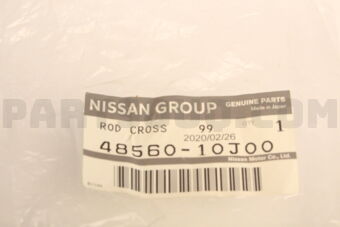 NISSAN GROUP
GENUINE PARTS
Made in Japan
ROD CROSS 99 1
2020/02/26
48560-10J00
Nissan Motor Co., Ltd.